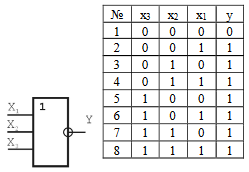 № x₃ x₂ x₁ y
1 0 0 0 0
2 0 0 1 1
3 0 1 0 1
4 0 1 1 1
5 1 0 0 1
6 1 0 1 1
7 1 1 0 1
8 1 1 1 1
1
X₁
X
X
Y